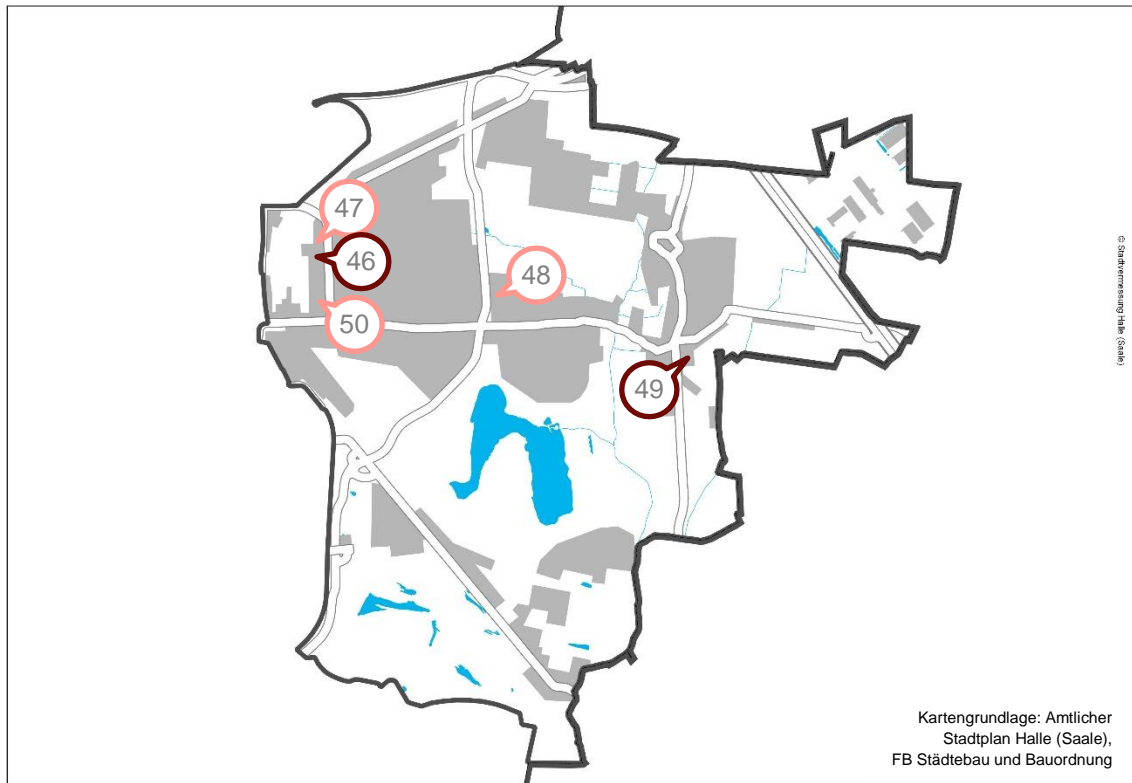 47
46
48
50
49
© Stadtvermessung Halle (Saale)
Kartengrundlage: Amtlicher
Stadtplan Halle (Saale),
FB Städtebau und Bauordnung